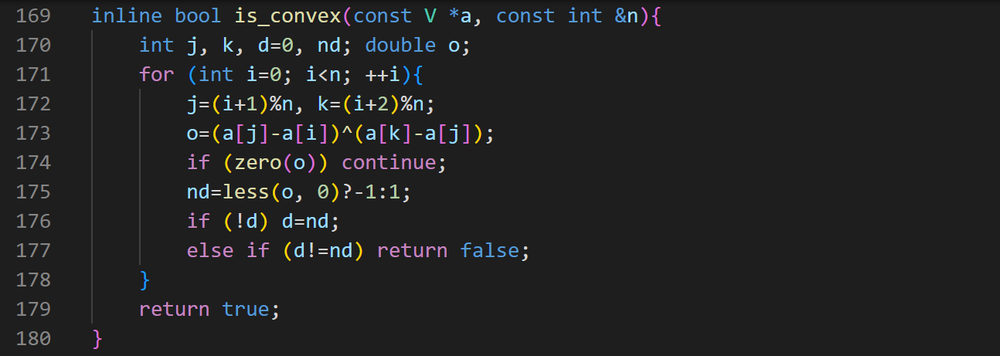 169 inline bool is_convex(const V *a, const int &n){
170     int j, k, d=0, nd; double o;
171     for (int i=0; i<n; ++i){
172         j=(i+1)%n, k=(i+2)%n;
173         o=(a[j]-a[i])^(a[k]-a[j]);
174         if (zero(o)) continue;
175         nd=less(o, 0)?-1:1;
176         if (!d) d=nd;
177         else if (d!=nd) return false;
178     }
179     return true;
180 }